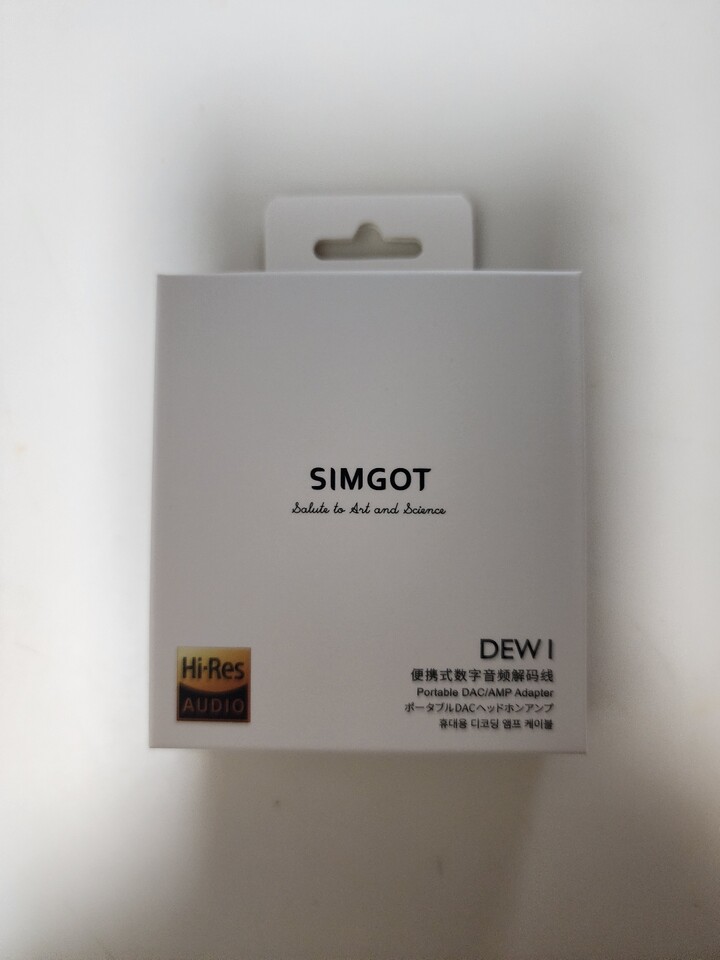 SIMGOT
Salute to Art and Science
Hi-Res
AUDIO
DEW1
便携式数字音频解码线
Portable DAC/AMP Adapter
ポータブルDACヘッドホンアンプ
휴대용 디코딩 앰프 케이블